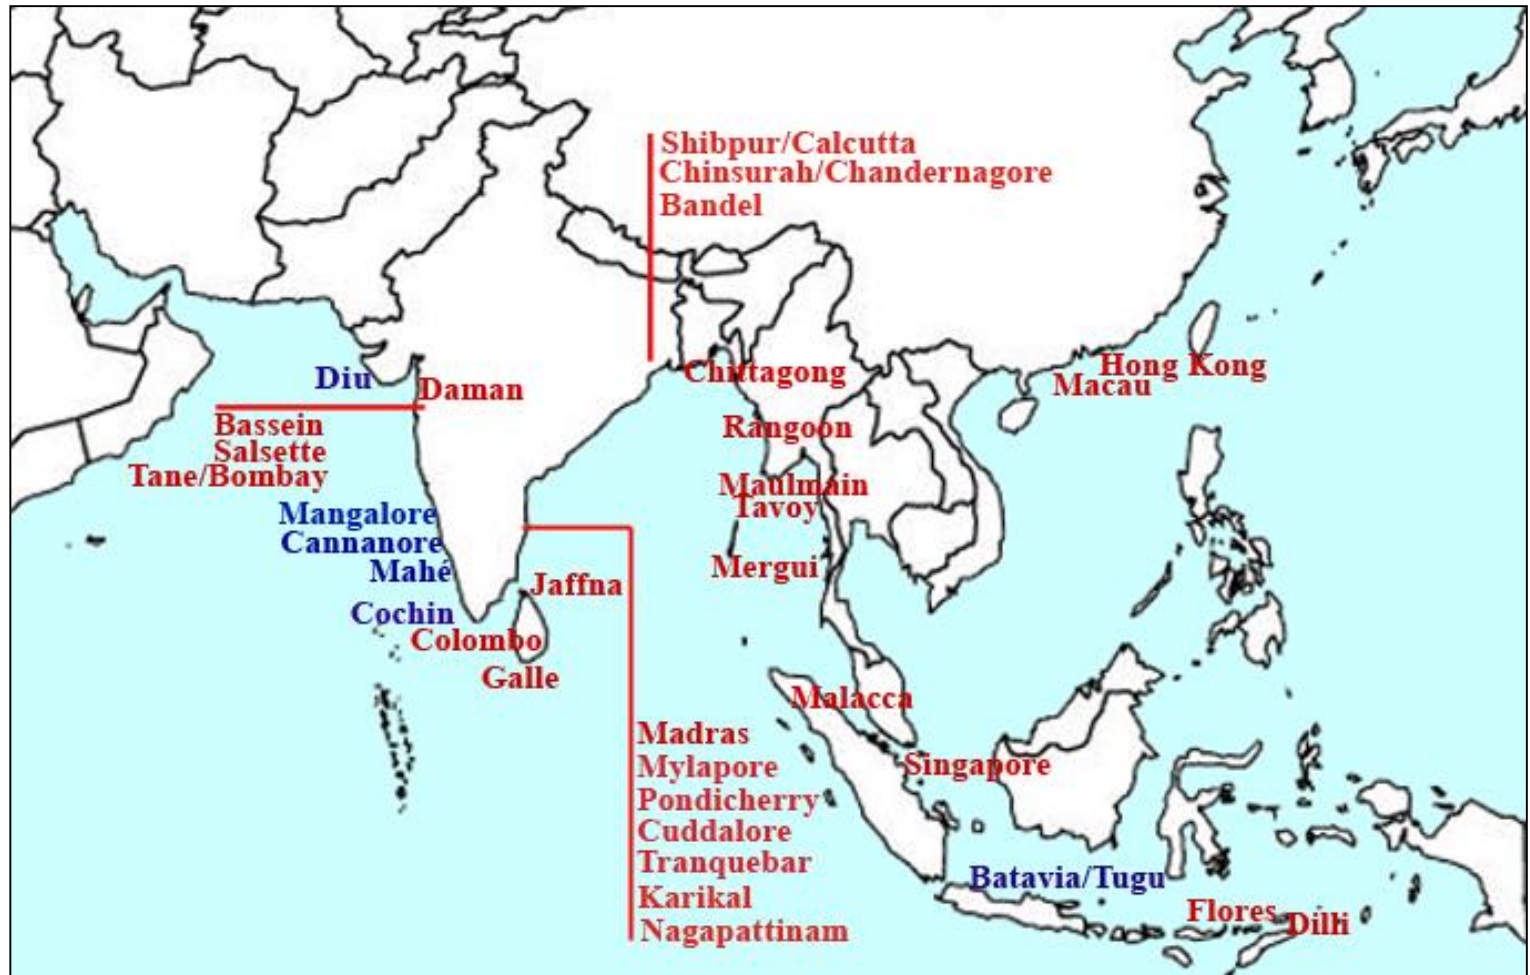 Shibpur/Calcutta
Chinsurah/Chandernagore
Bandel
Diu
Daman
Bassein
Salsette
Tane/Bombay
Mangalore
Cannanore
Mahé
Cochin
Colombo
Galle
Jaffna
Chittagong
Rangoon
Maulmain
Tavoy
Mergui
Hong Kong
Macau
Madras
Mylapore
Pondicherry
Cuddalore
Tranquebar
Karikal
Nagapattinam
Malacca
Singapore
Batavia/Tugu
Flores
Dilli